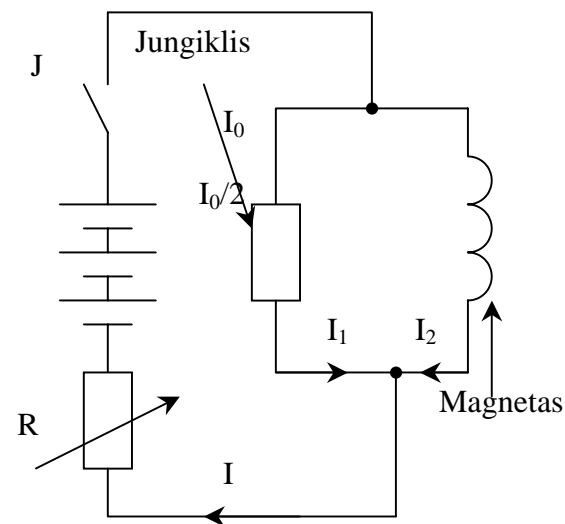 Jungiklis
J
I₀
I₀/2
I₁ I₂
Magnetas
R
I